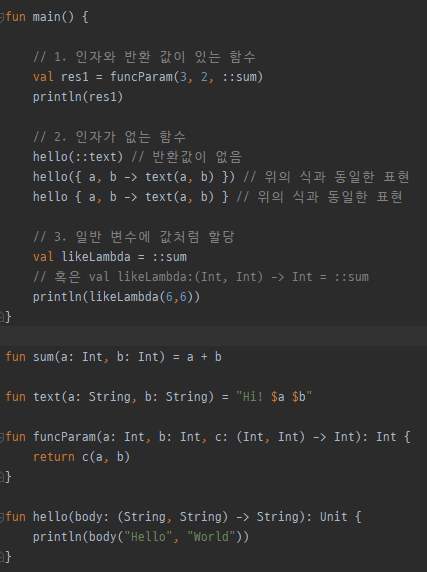 fun main() {
// 1. 인자와 반환 값이 있는 함수
val res1 = funcParam(3, 2, ::sum)
println(res1)
// 2. 인자가 없는 함수
hello(::text) // 반환값이 없음
hello({ a, b -> text(a, b) }) // 위의 식과 동일한 표현
hello { a, b -> text(a, b) } // 위의 식과 동일한 표현
// 3. 일반 변수에 값처럼 할당
val likeLambda = ::sum
// 혹은 val likeLambda:(Int, Int) -> Int = ::sum
println(likeLambda(6,6))
}
fun sum(a: Int, b: Int) = a + b
fun text(a: String, b: String) = "Hi! $a $b"
fun funcParam(a: Int, b: Int, c: (Int, Int) -> Int): Int {
return c(a, b)
}
fun hello(body: (String, String) -> String): Unit {
println(body("Hello", "World"))
}